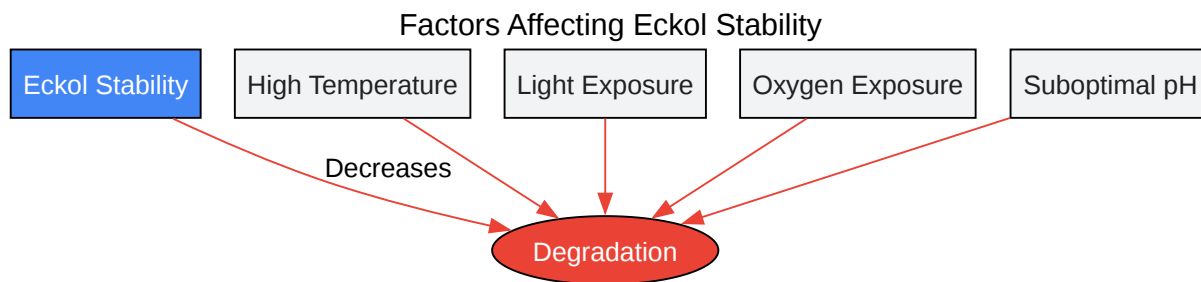 Factors Affecting Eckol Stability
Eckol Stability
High Temperature
Light Exposure
Oxygen Exposure
Suboptimal pH
Decreases
Degradation